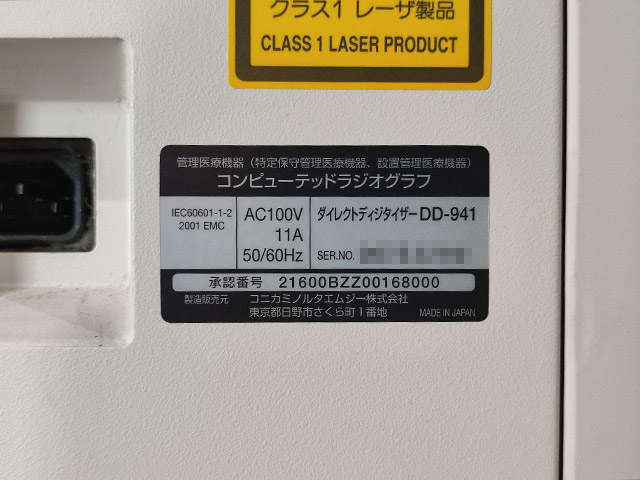 クラス1 レーザ製品
CLASS 1 LASER PRODUCT
管理医療機器（特定保守管理医療機器、設置管理医療機器）
コンピューテッドラジオグラフ
IEC60601-1-2
2001 EMC
AC100V
11A
50/60Hz
ダイレクトディジタイザー DD-941
SER.NO.
承認番号 21600BZZ00168000
製造販売元 コニカミノルタエムジー株式会社
東京都日野市さくら町1番地
MADE IN JAPAN